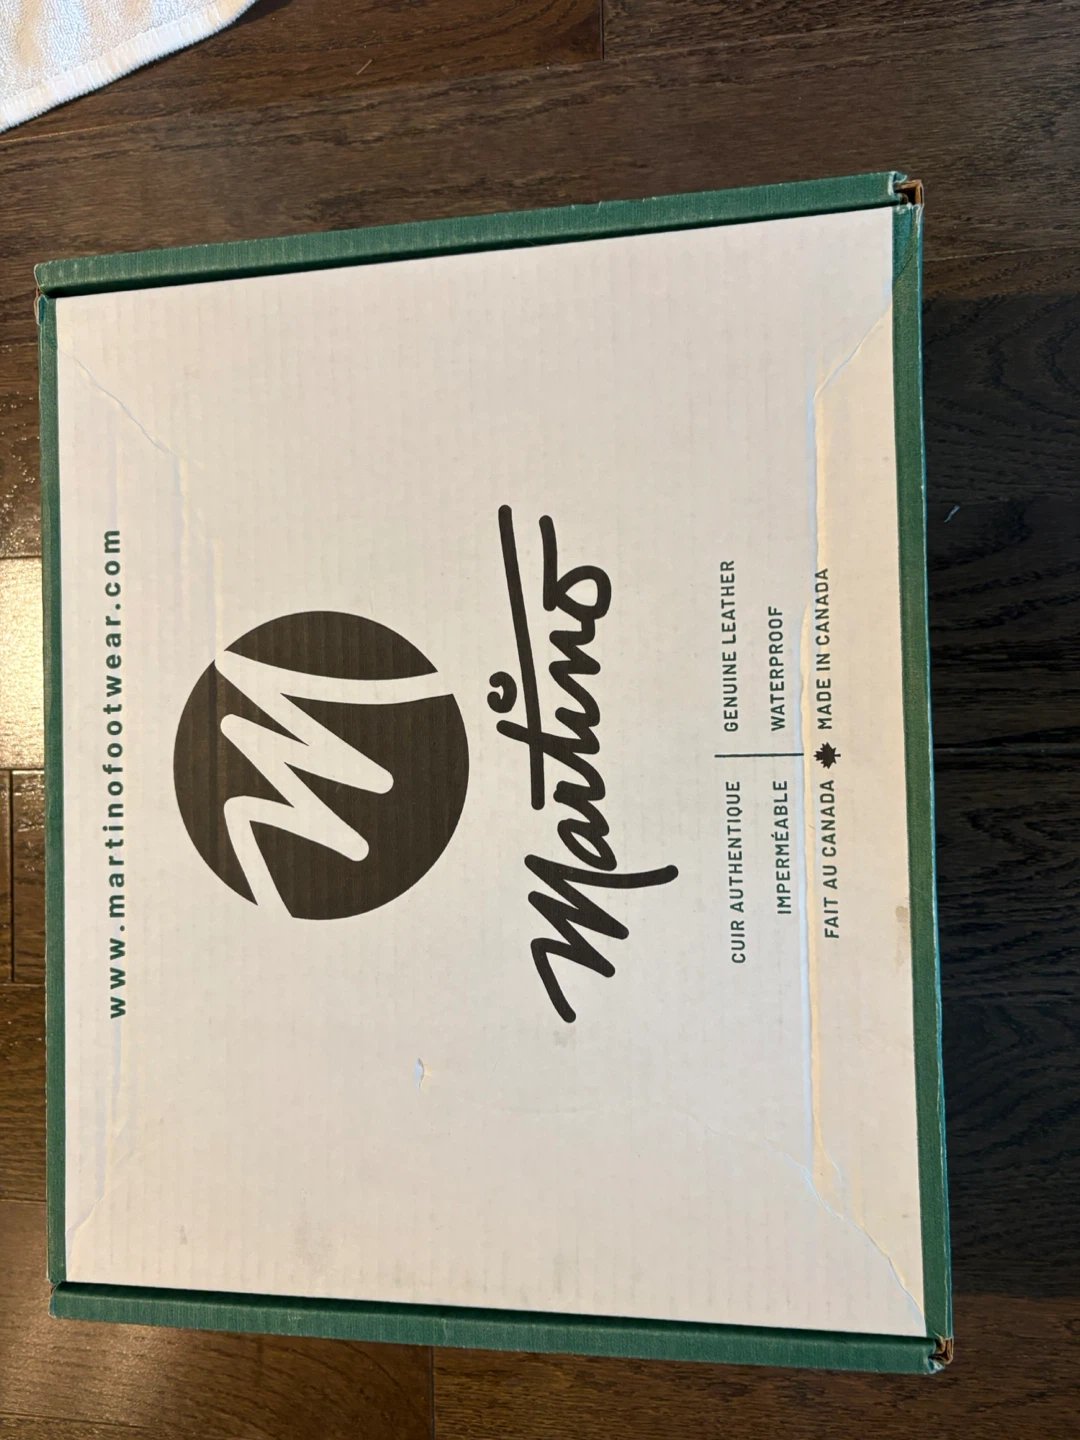 www.martinofootwear.com
Martino
CUIR AUTHENTIQUE | GENUINE LEATHER
IMPERMÉABLE | WATERPROOF
FAIT AU CANADA MADE IN CANADA